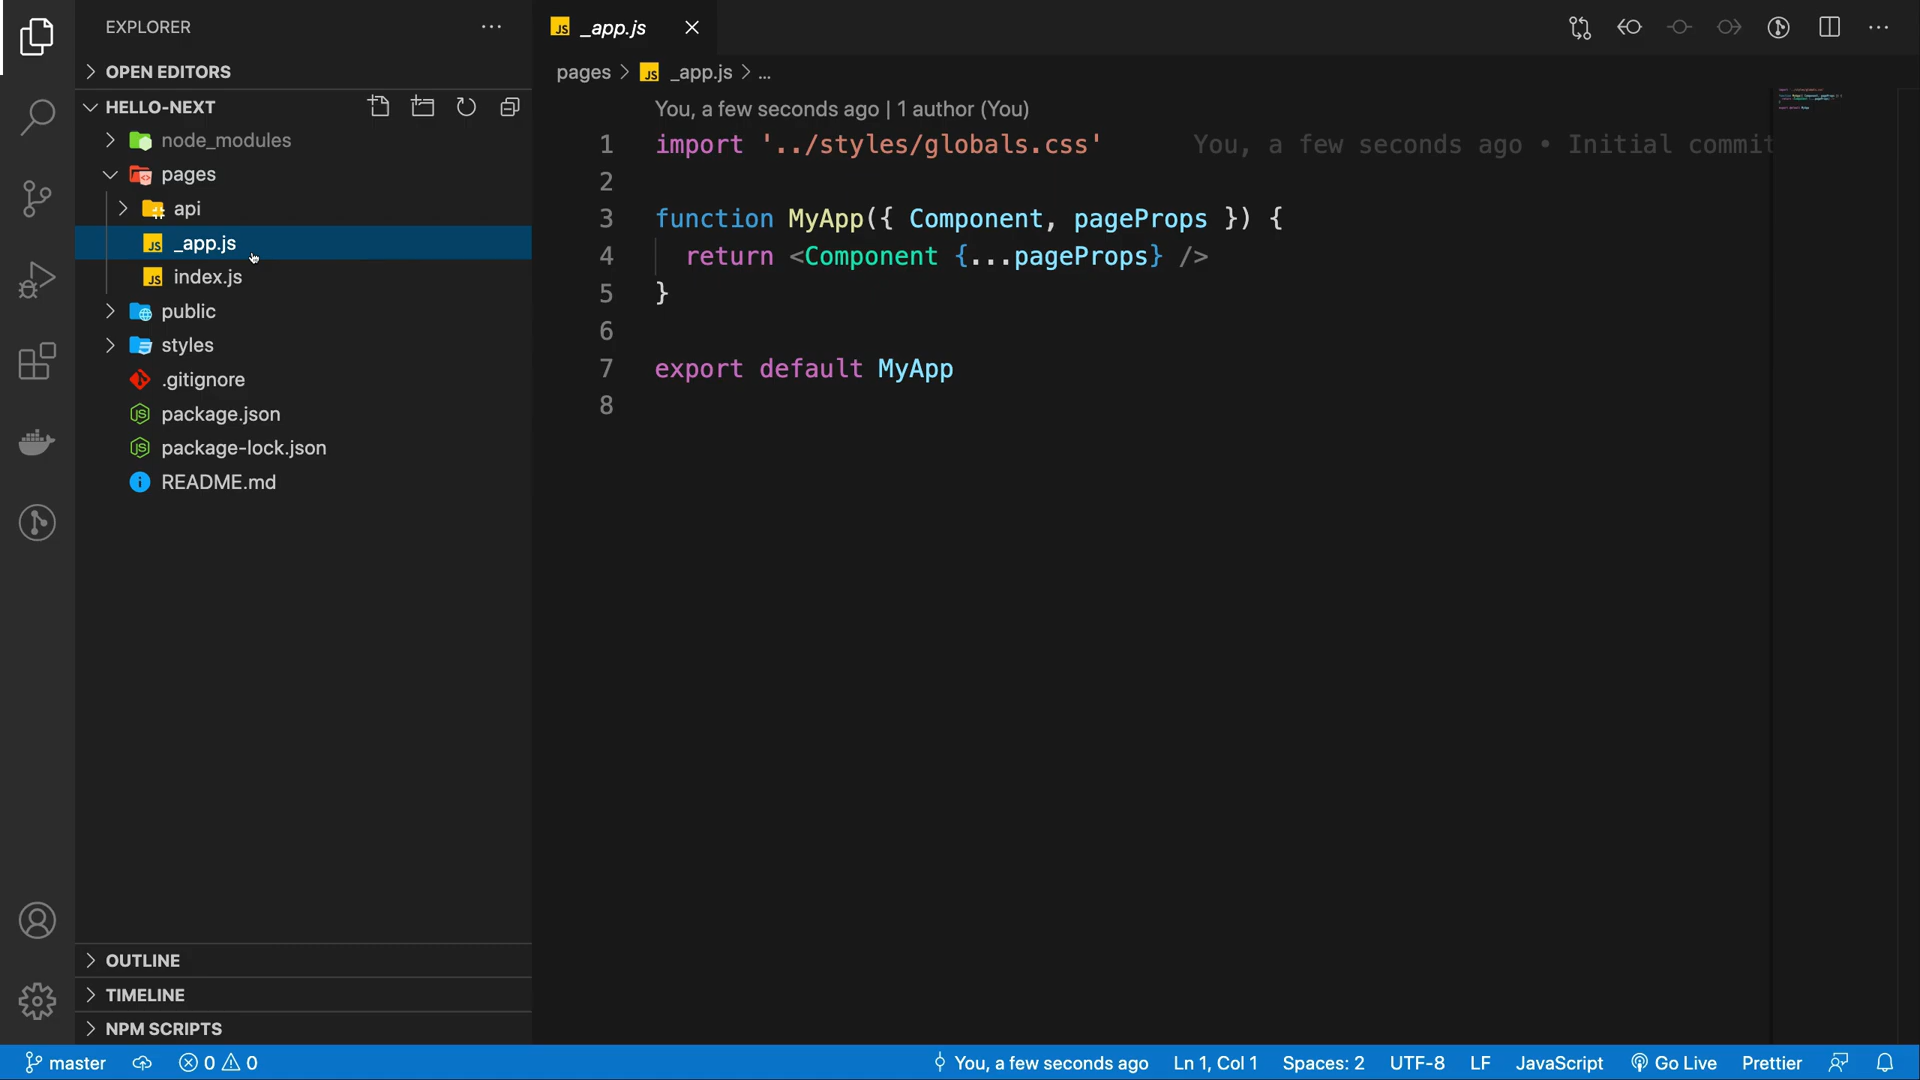 EXPLORER
OPEN EDITORS
HELLO-NEXT
node_modules
pages
api
JS _app.js
JS index.js
public
styles
.gitignore
package.json
package-lock.json
README.md
OUTLINE
TIMELINE
NPM SCRIPTS
JS _app.js
pages > JS _app.js > ...
You, a few seconds ago | 1 author (You)
1 import '../styles/globals.css' You, a few seconds ago • Initial commit
2
3 function MyApp({ Component, pageProps }) {
4 return <Component {...pageProps} />
5 }
6
7 export default MyApp
8
master 0 0 You, a few seconds ago Ln 1, Col 1 Spaces: 2 UTF-8 LF JavaScript Go Live Prettier